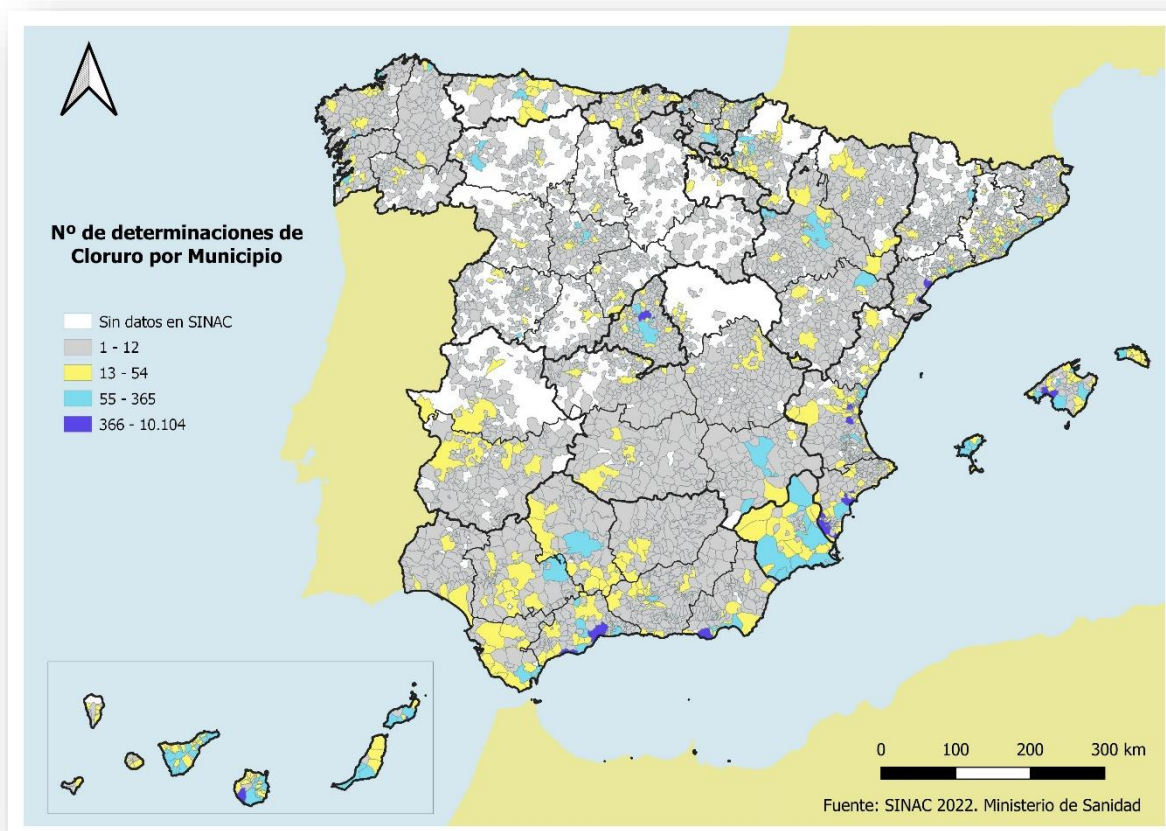 Nº de determinaciones de
Cloruro por Municipio
Sin datos en SINAC
1 - 12
13 - 54
55 - 365
366 - 10.104
0 100 200 300 km
Fuente: SINAC 2022. Ministerio de Sanidad